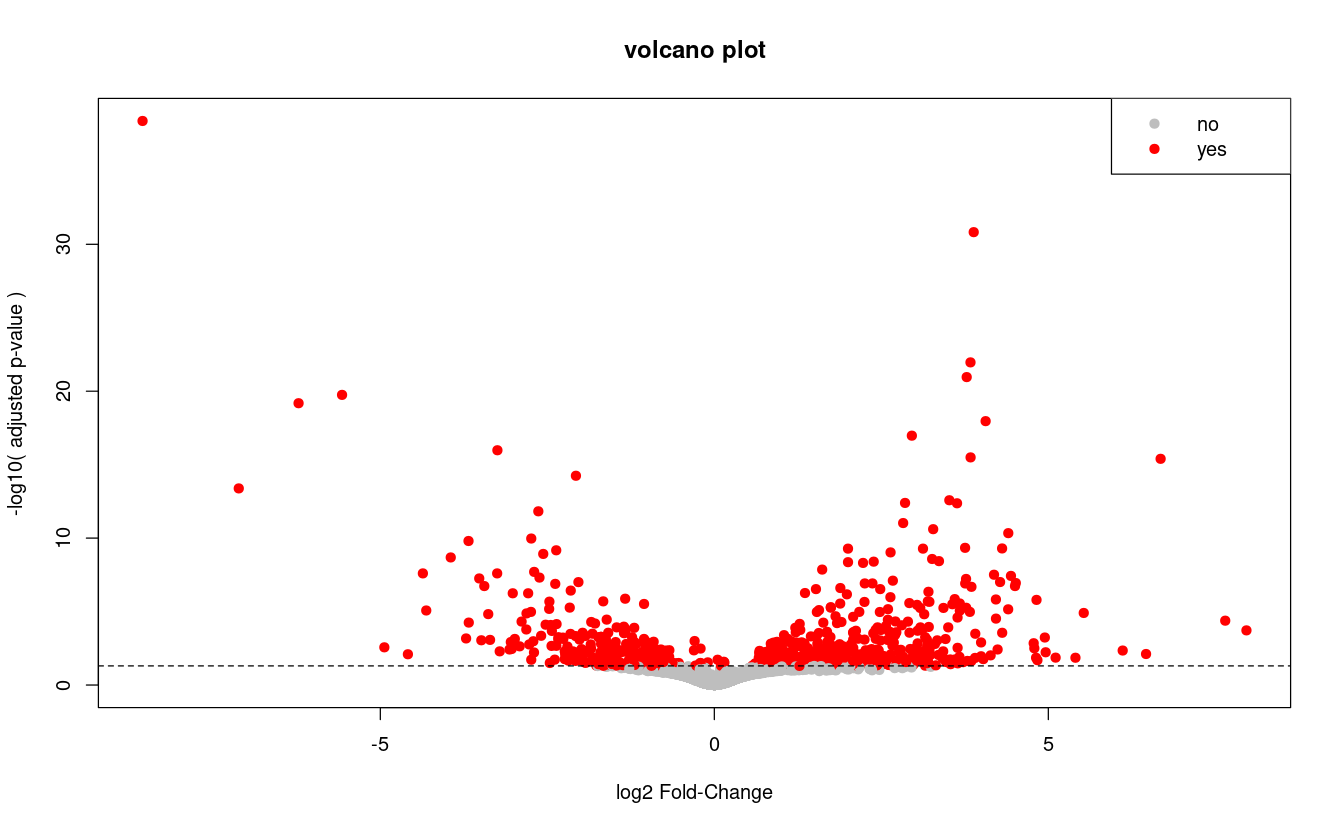 volcano plot
no
yes
-log10( adjusted p-value )
30
20
10
0
-5
0
5
log2 Fold-Change